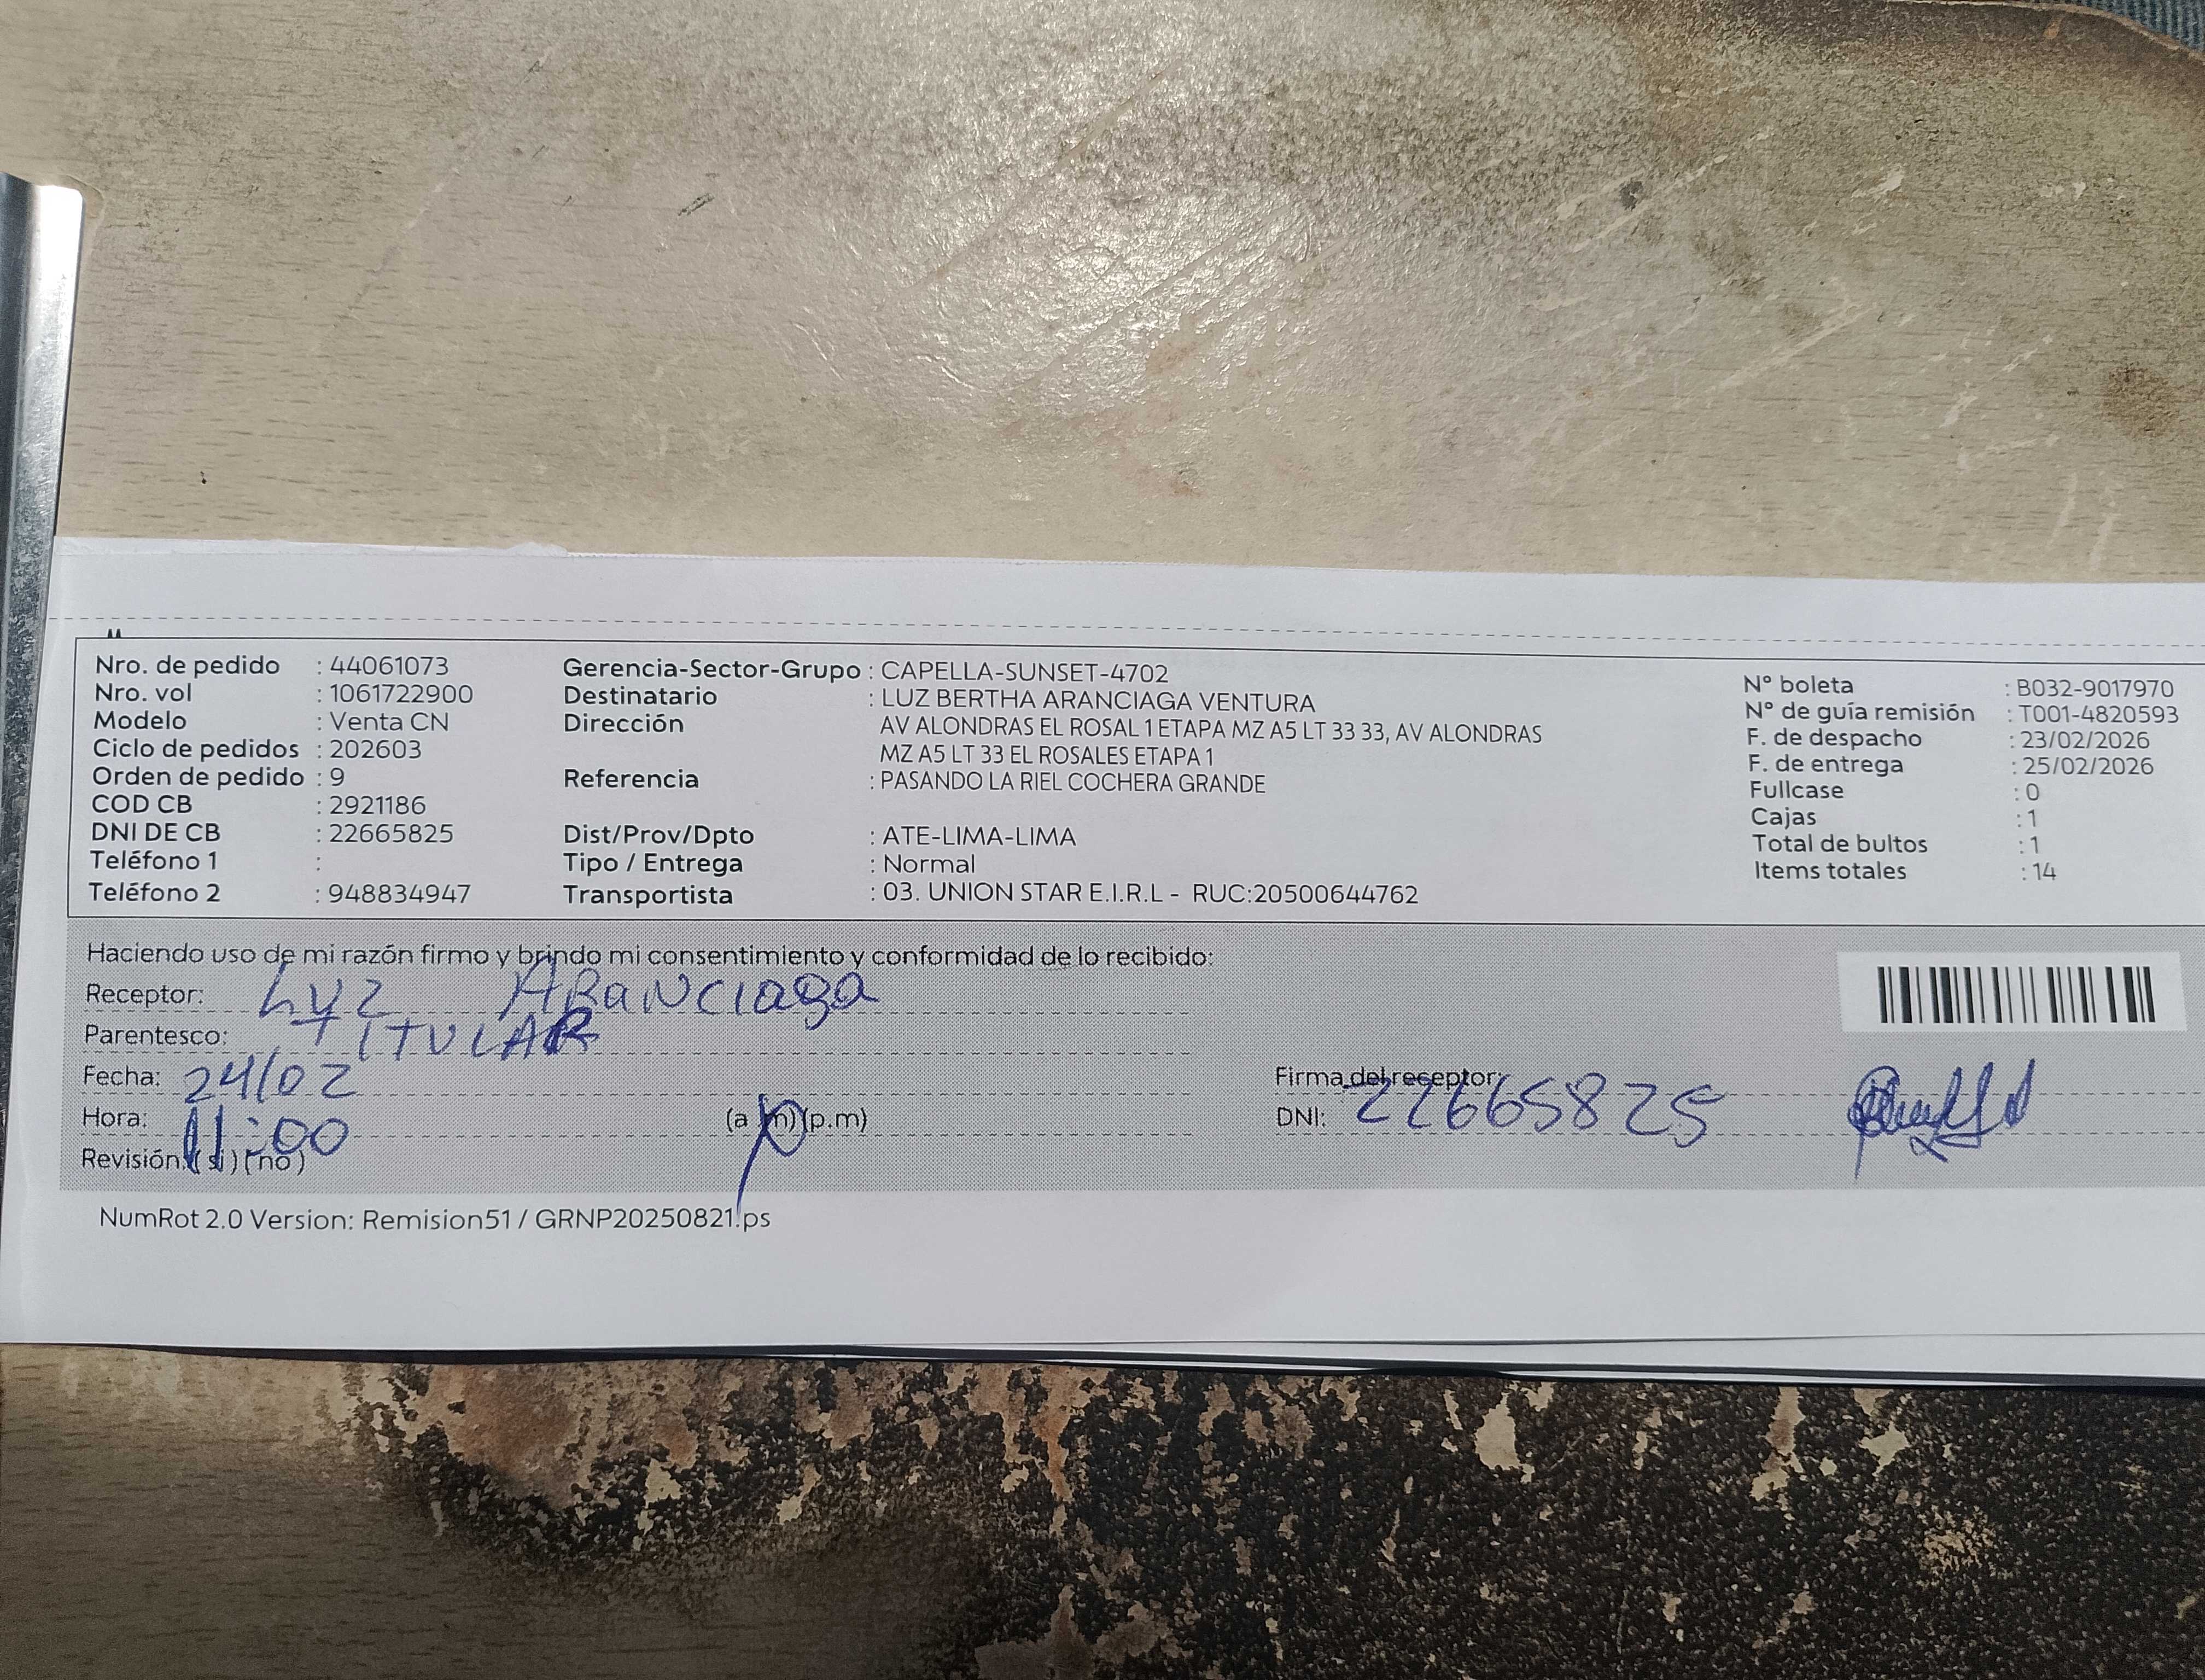 Nro. de pedido : 44061073
Nro. vol : 1061722900
Modelo : Venta CN
Ciclo de pedidos : 202603
Orden de pedido : 9
COD CB : 2921186
DNI DE CB : 22665825
Teléfono 1 :
Teléfono 2 : 948834947
Gerencia-Sector-Grupo : CAPELLA-SUNSET-4702
Destinatario : LUZ BERTHA ARANCIAGA VENTURA
Dirección AV ALONDRAS EL ROSAL 1 ETAPA MZ A5 LT 33 33, AV ALONDRAS
MZ A5 LT 33 EL ROSALES ETAPA 1
Referencia : PASANDO LA RIEL COCHERA GRANDE
Dist/Prov/Dpto : ATE-LIMA-LIMA
Tipo / Entrega : Normal
Transportista : 03. UNION STAR E.I.R.L - RUC:20500644762
N° boleta : B032-9017970
N° de guía remisión : T001-4820593
F. de despacho : 23/02/2026
F. de entrega : 25/02/2026
Fullcase : 0
Cajas : 1
Total de bultos : 1
Items totales : 14
Haciendo uso de mi razón firmo y brindo mi consentimiento y conformidad de lo recibido:
Receptor: Luz ARaNciaga
Parentesco: TITULAR
Fecha: 24/02
Hora: 11:00 (a.m)(p.m)
Revisión:( si ) ( no )
Firma del receptor:
DNI: 22665825
NumRot 2.0 Version: Remision51 / GRNP20250821.ps